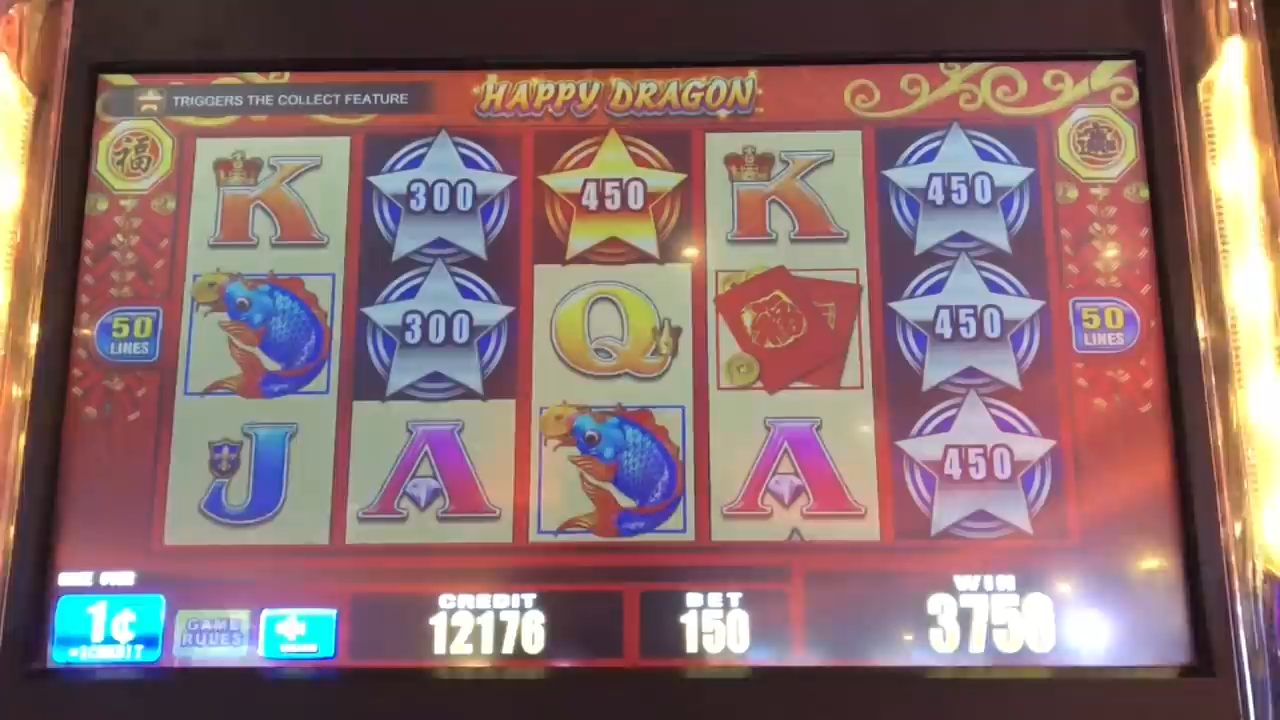 TRIGGERS THE COLLECT FEATURE
HAPPY DRAGON
福
K
300
450
K
450
50
LINES
300
Q
450
50
LINES
J
A
A
450
1¢
=1CREDIT
GAME
RULES
CREDIT
12176
BET
150
WIN
3750